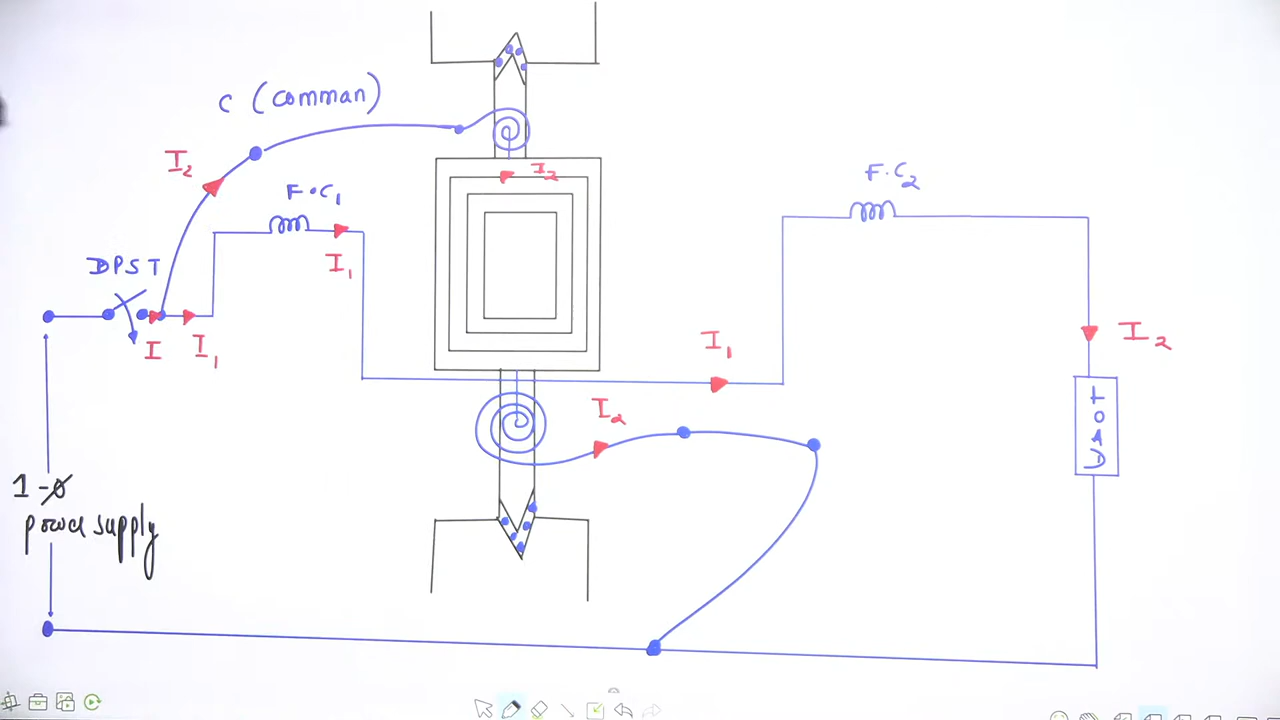 C (comman)
I₂
I₂
F.C₁
F.C₂
DPST
I₁
I₁
I₂
I
I₁
I₂
LOAD
1-ø
power supply